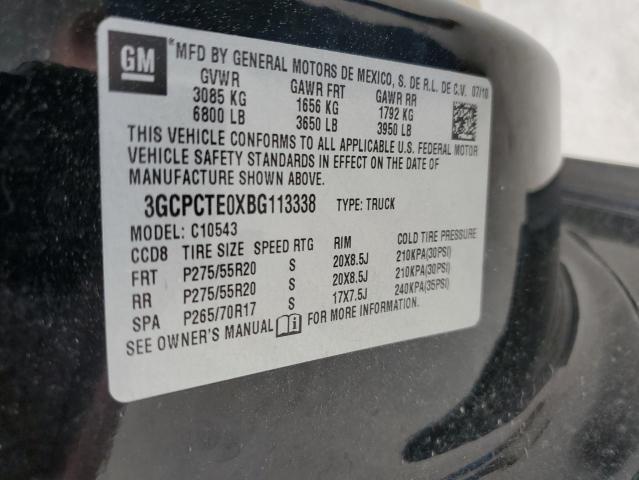 GM
*MFD BY GENERAL MOTORS DE MEXICO, S. DE R.L. DE C.V. 07/10
GVWR GAWR FRT GAWR RR
3085 KG 1656 KG 1792 KG
6800 LB 3650 LB 3950 LB
THIS VEHICLE CONFORMS TO ALL APPLICABLE U.S. FEDERAL MOTOR
VEHICLE SAFETY STANDARDS IN EFFECT ON THE DATE OF
MANUFACTURE SHOWN ABOVE.
3GCPCTE0XBG113338 TYPE: TRUCK
MODEL: C10543
CCD8 TIRE SIZE SPEED RTG RIM COLD TIRE PRESSURE
FRT P275/55R20 S 20X8.5J 210KPA(30PSI)
RR P275/55R20 S 20X8.5J 210KPA(30PSI)
SPA P265/70R17 S 17X7.5J 240KPA(35PSI)
SEE OWNER'S MANUAL FOR MORE INFORMATION.